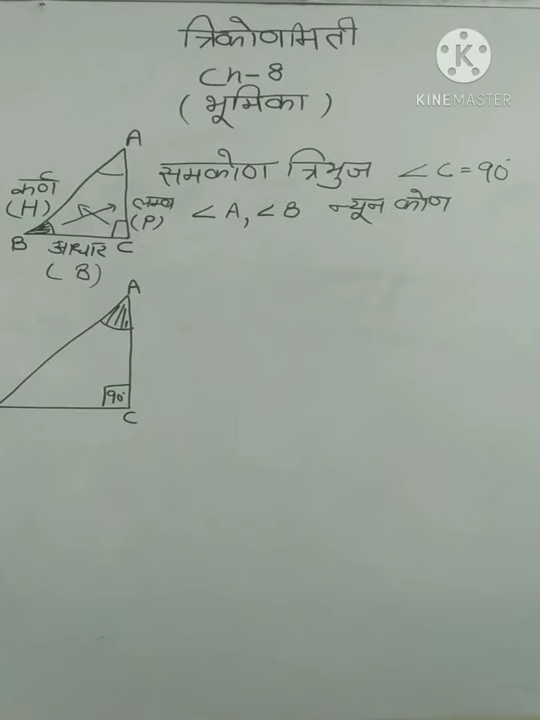 त्रिकोणमिती
Ch-8
(भूमिका)
K
KINEMASTER
A
समकोण त्रिभुज ∠C=90°
C
कर्ण
(H)
लम्ब
(P)
∠A, ∠B न्यून कोण
B आधार C
(B)
A
90°
C